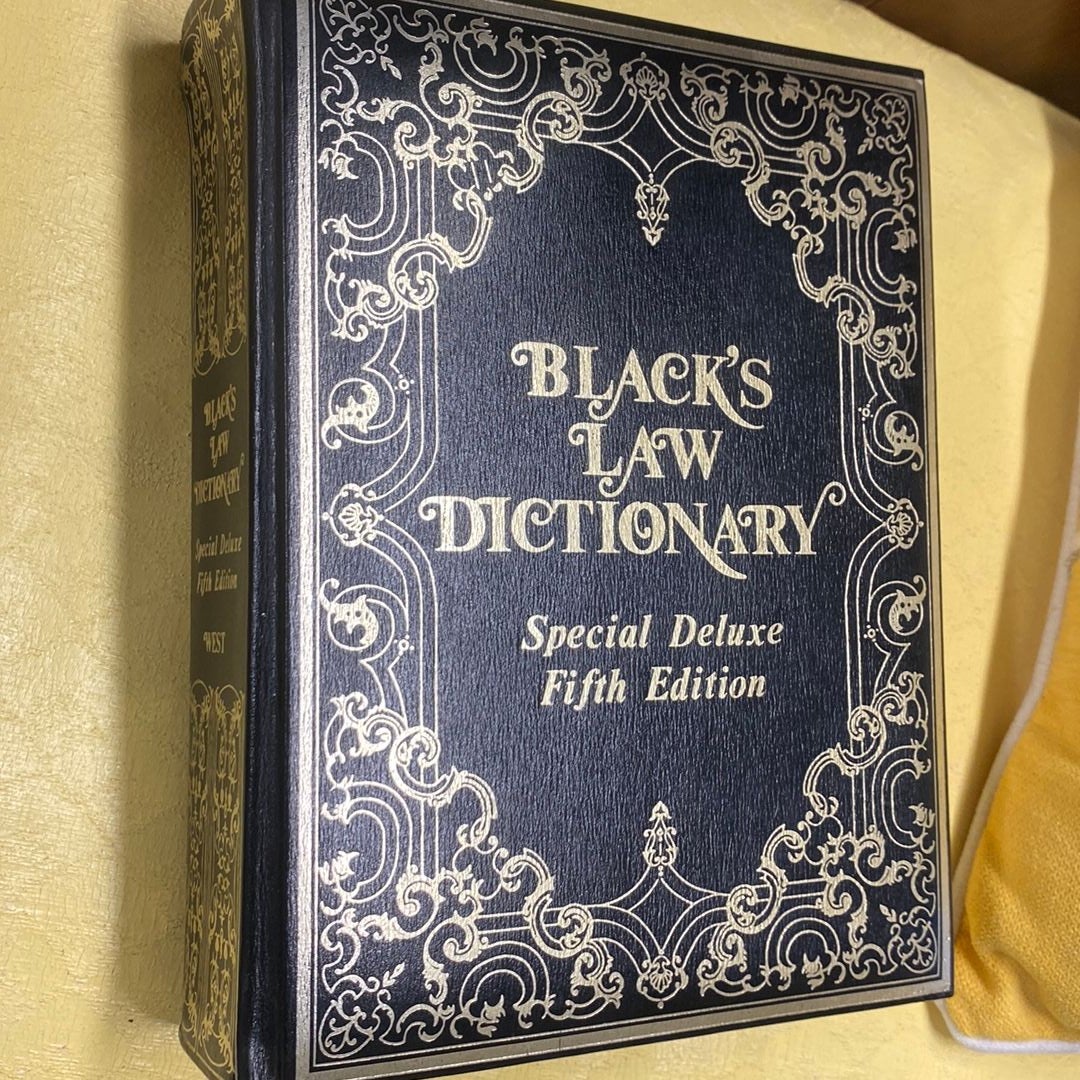 BLACK'S
LAW
DICTIONARY
Special Deluxe
Fifth Edition
WEST
BLACK'S
LAW
DICTIONARY
Special Deluxe
Fifth Edition